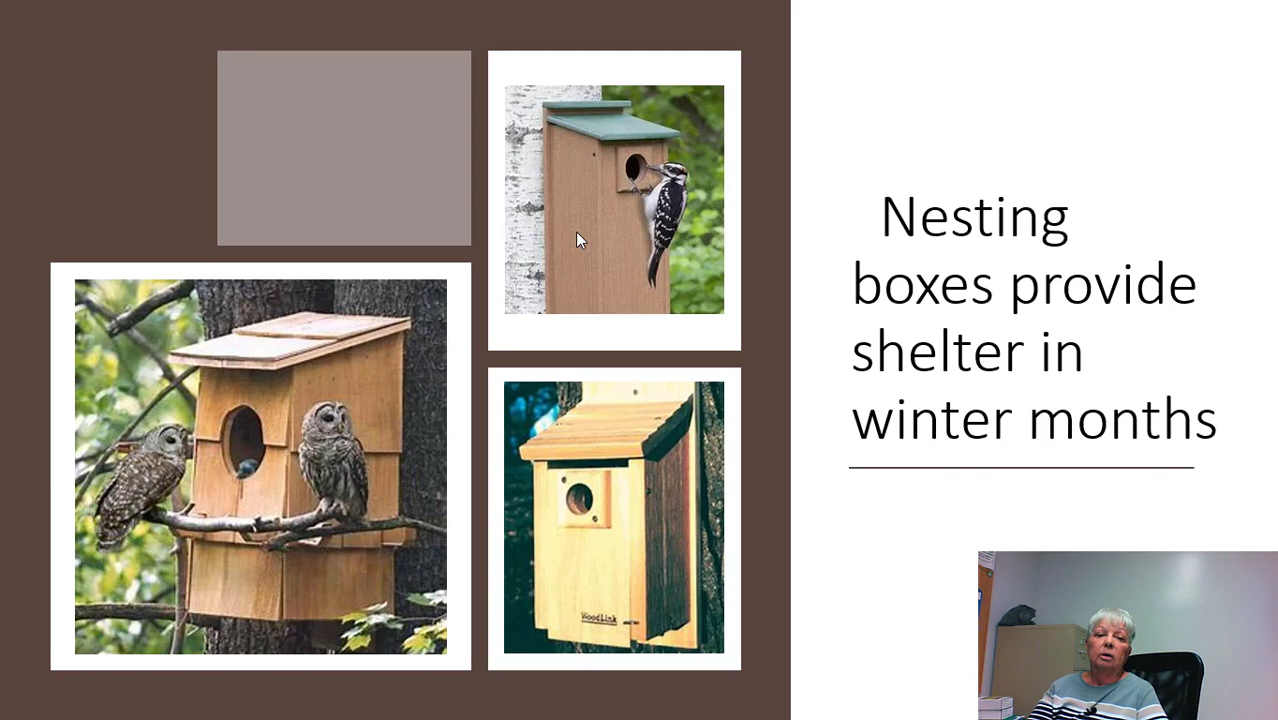 Nesting
boxes provide
shelter in
winter months
WoodLink